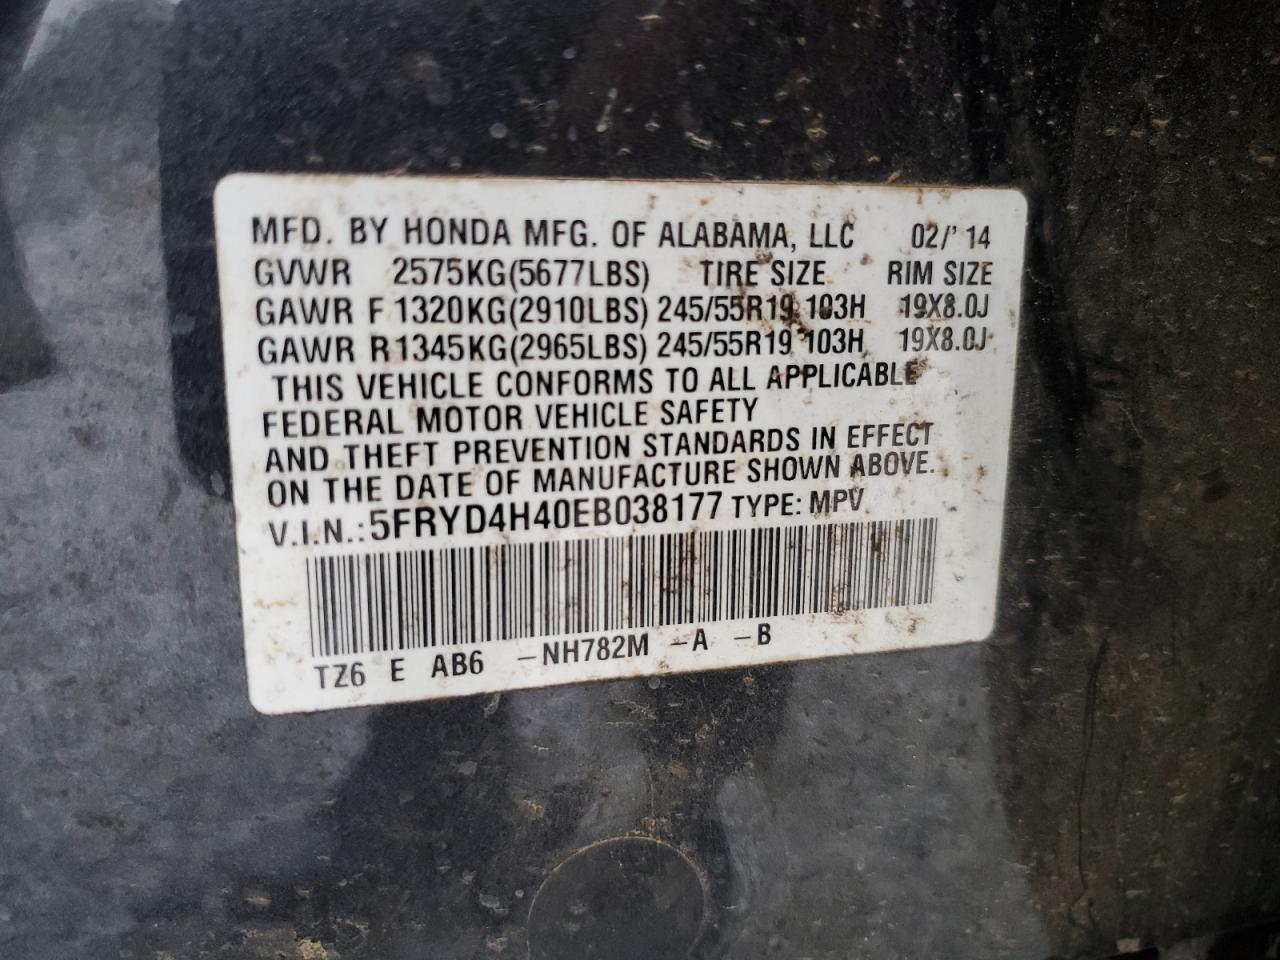 MFD. BY HONDA MFG. OF ALABAMA, LLC 02/'14
GVWR 2575KG(5677LBS) TIRE SIZE RIM SIZE
GAWR F 1320KG(2910LBS) 245/55R19 103H 19X8.0J
GAWR R 1345KG(2965LBS) 245/55R19 103H 19X8.0J
THIS VEHICLE CONFORMS TO ALL APPLICABLE
FEDERAL MOTOR VEHICLE SAFETY
AND THEFT PREVENTION STANDARDS IN EFFECT
ON THE DATE OF MANUFACTURE SHOWN ABOVE.
V.I.N.: 5FRYD4H40EB038177 TYPE: MPV
TZ6 E AB6 -NH782M -A -B